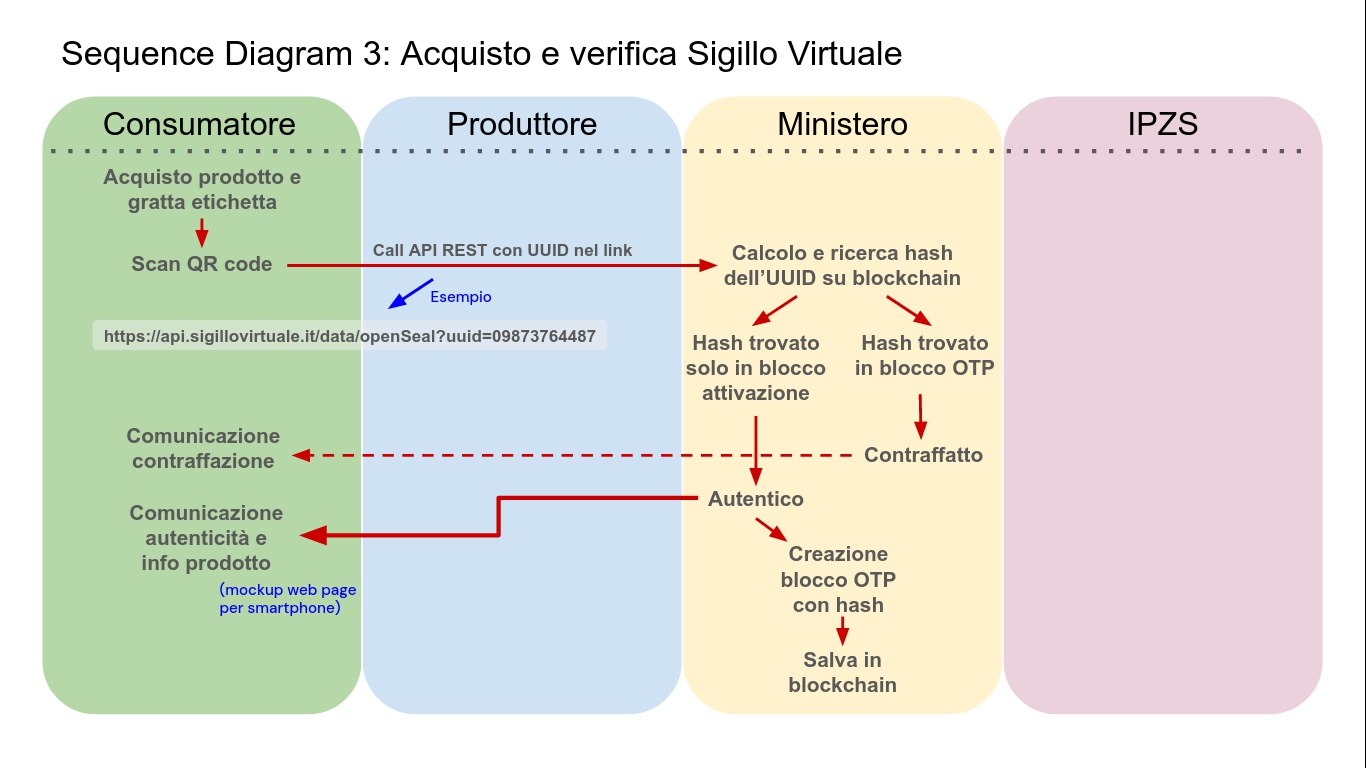 Sequence Diagram 3: Acquisto e verifica Sigillo Virtuale
Consumatore
Produttore
Ministero
IPZS
Acquisto prodotto e
gratta etichetta
Scan QR code
Call API REST con UUID nel link
Esempio
https://api.sigillovirtuale.it/data/openSeal?uuid=09873764487
Calcolo e ricerca hash
dell’UUID su blockchain
Hash trovato
solo in blocco
attivazione
Hash trovato
in blocco OTP
Comunicazione
contraffazione
Contraffatto
Autentico
Comunicazione
autenticità e
info prodotto
(mockup web page
per smartphone)
Creazione
blocco OTP
con hash
Salva in
blockchain